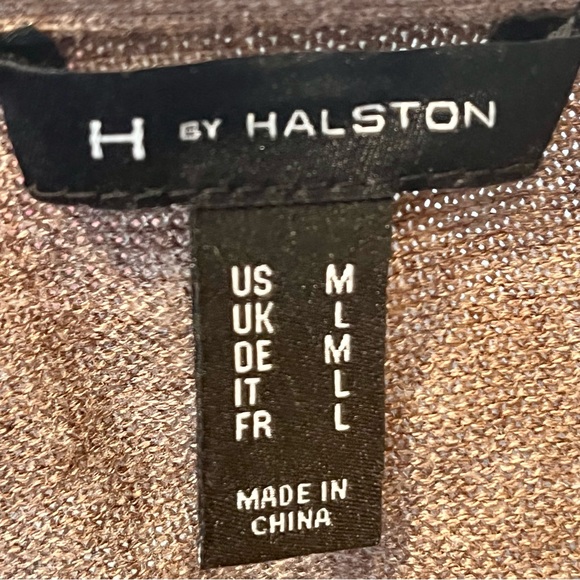 H BY HALSTON
US M
UK L
DE M
IT L
FR L
MADE IN
CHINA